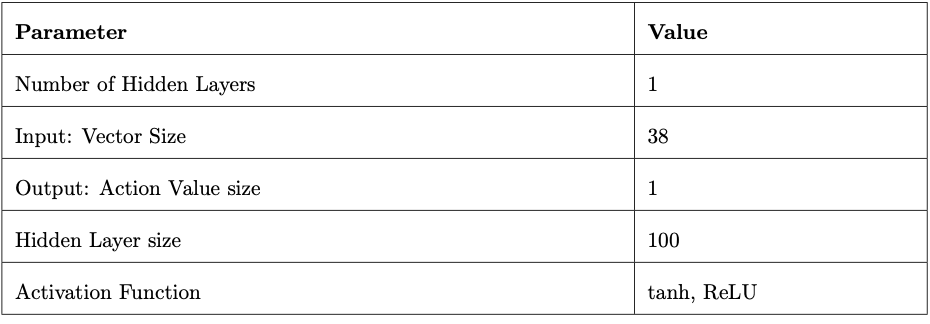 Parameter Value
Number of Hidden Layers 1
Input: Vector Size 38
Output: Action Value size 1
Hidden Layer size 100
Activation Function tanh, ReLU